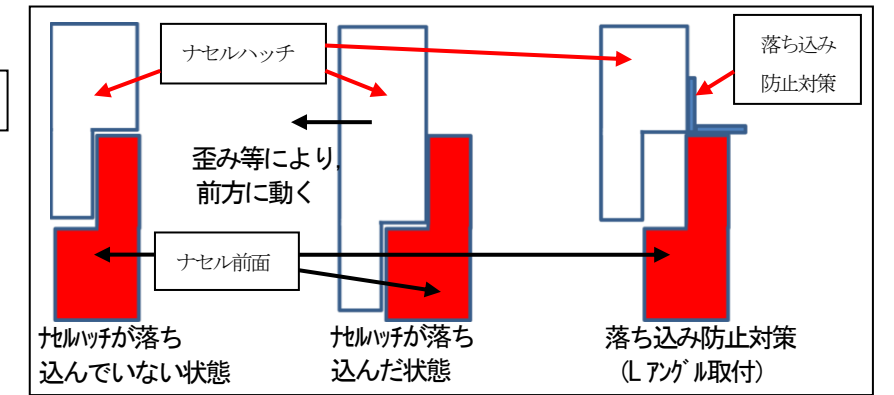 ナセルハッチ
落ち込み
防止対策
歪み等により,
前方に動く
ナセル前面
ﾅｾﾙﾊｯﾁが落ち
込んでいない状態
ﾅｾﾙﾊｯﾁが落ち
込んだ状態
落ち込み防止対策
(L ｱﾝｸﾞﾙ取付)